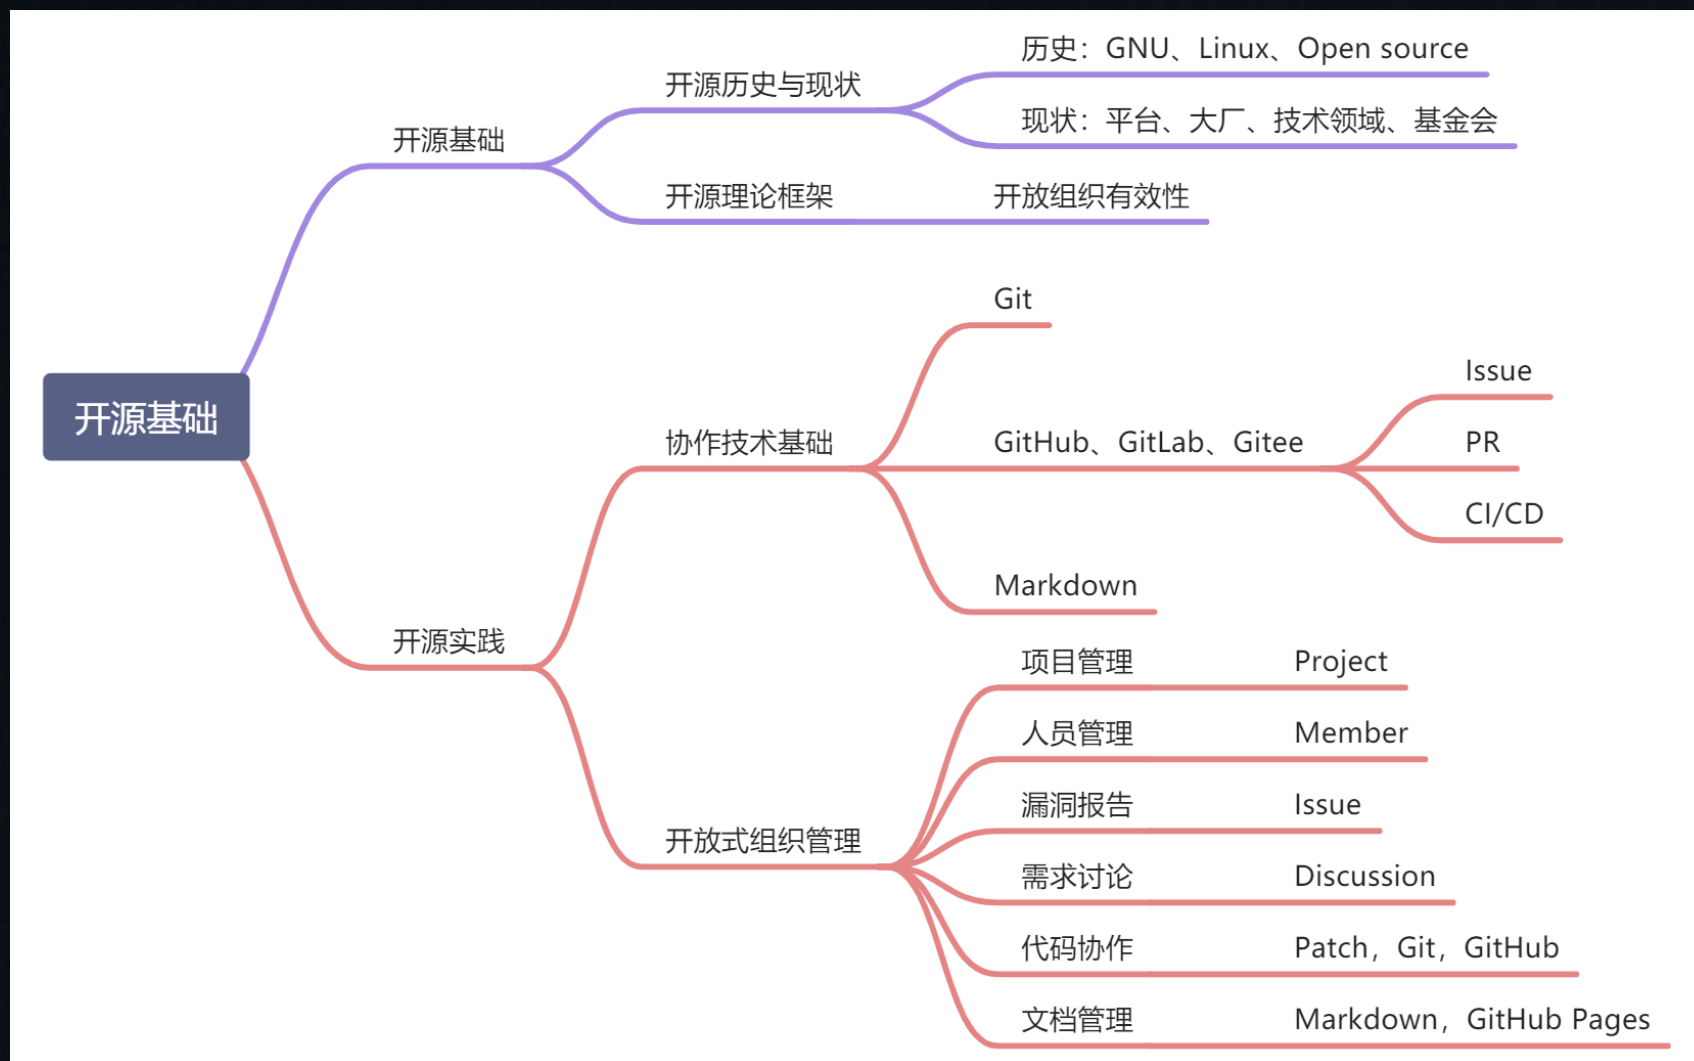 历史：GNU、Linux、Open source
开源历史与现状
现状：平台、大厂、技术领域、基金会
开源基础
开源理论框架
开放组织有效性
Git
Issue
开源基础
协作技术基础
GitHub、GitLab、Gitee
PR
CI/CD
Markdown
开源实践
项目管理
Project
人员管理
Member
漏洞报告
Issue
开放式组织管理
需求讨论
Discussion
代码协作
Patch，Git，GitHub
文档管理
Markdown，GitHub Pages